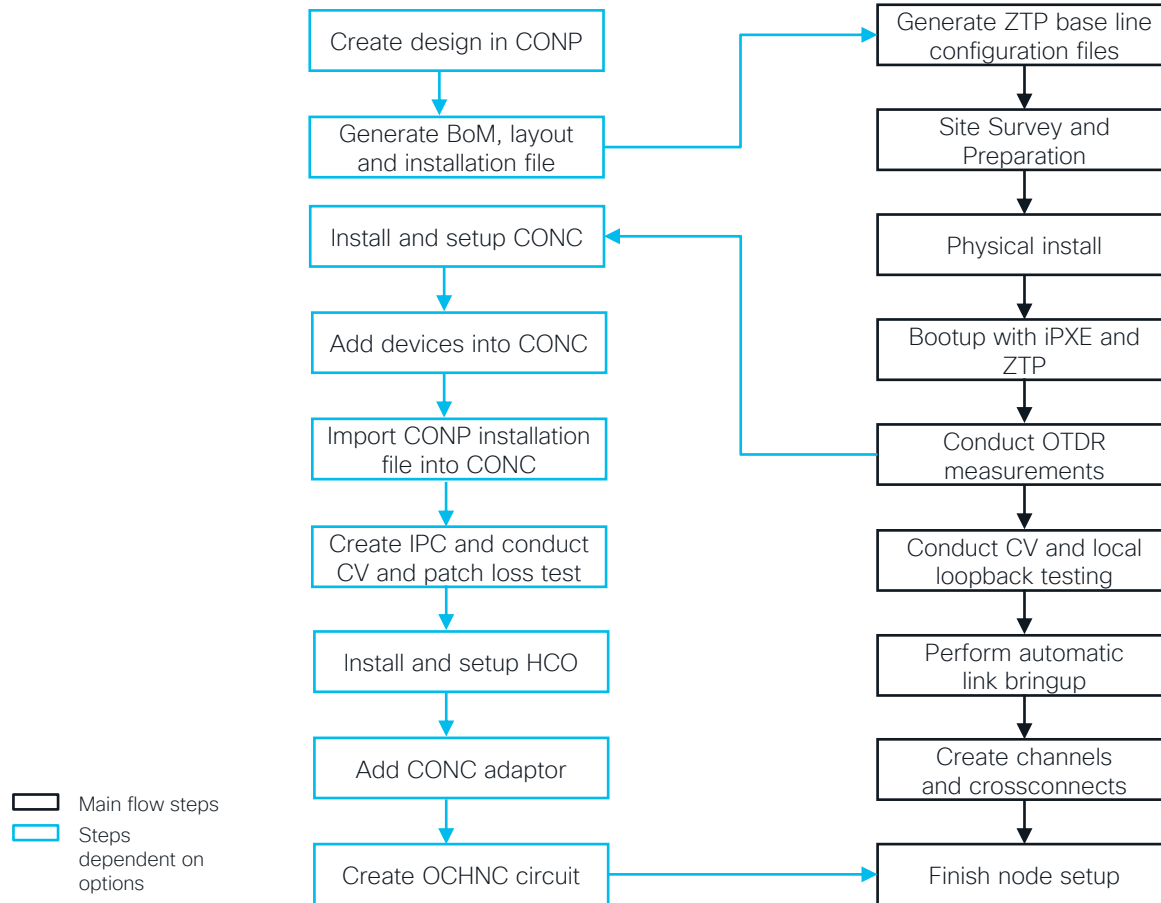 Create design in CONP
Generate BoM, layout
and installation file
Install and setup CONC
Add devices into CONC
Import CONP installation
file into CONC
Create IPC and conduct
CV and patch loss test
Install and setup HCO
Add CONC adaptor
Create OCHNC circuit
Generate ZTP base line
configuration files
Site Survey and
Preparation
Physical install
Bootup with iPXE and
ZTP
Conduct OTDR
measurements
Conduct CV and local
loopback testing
Perform automatic
link bringup
Create channels
and crossconnects
Finish node setup
Main flow steps
Steps
dependent on
options